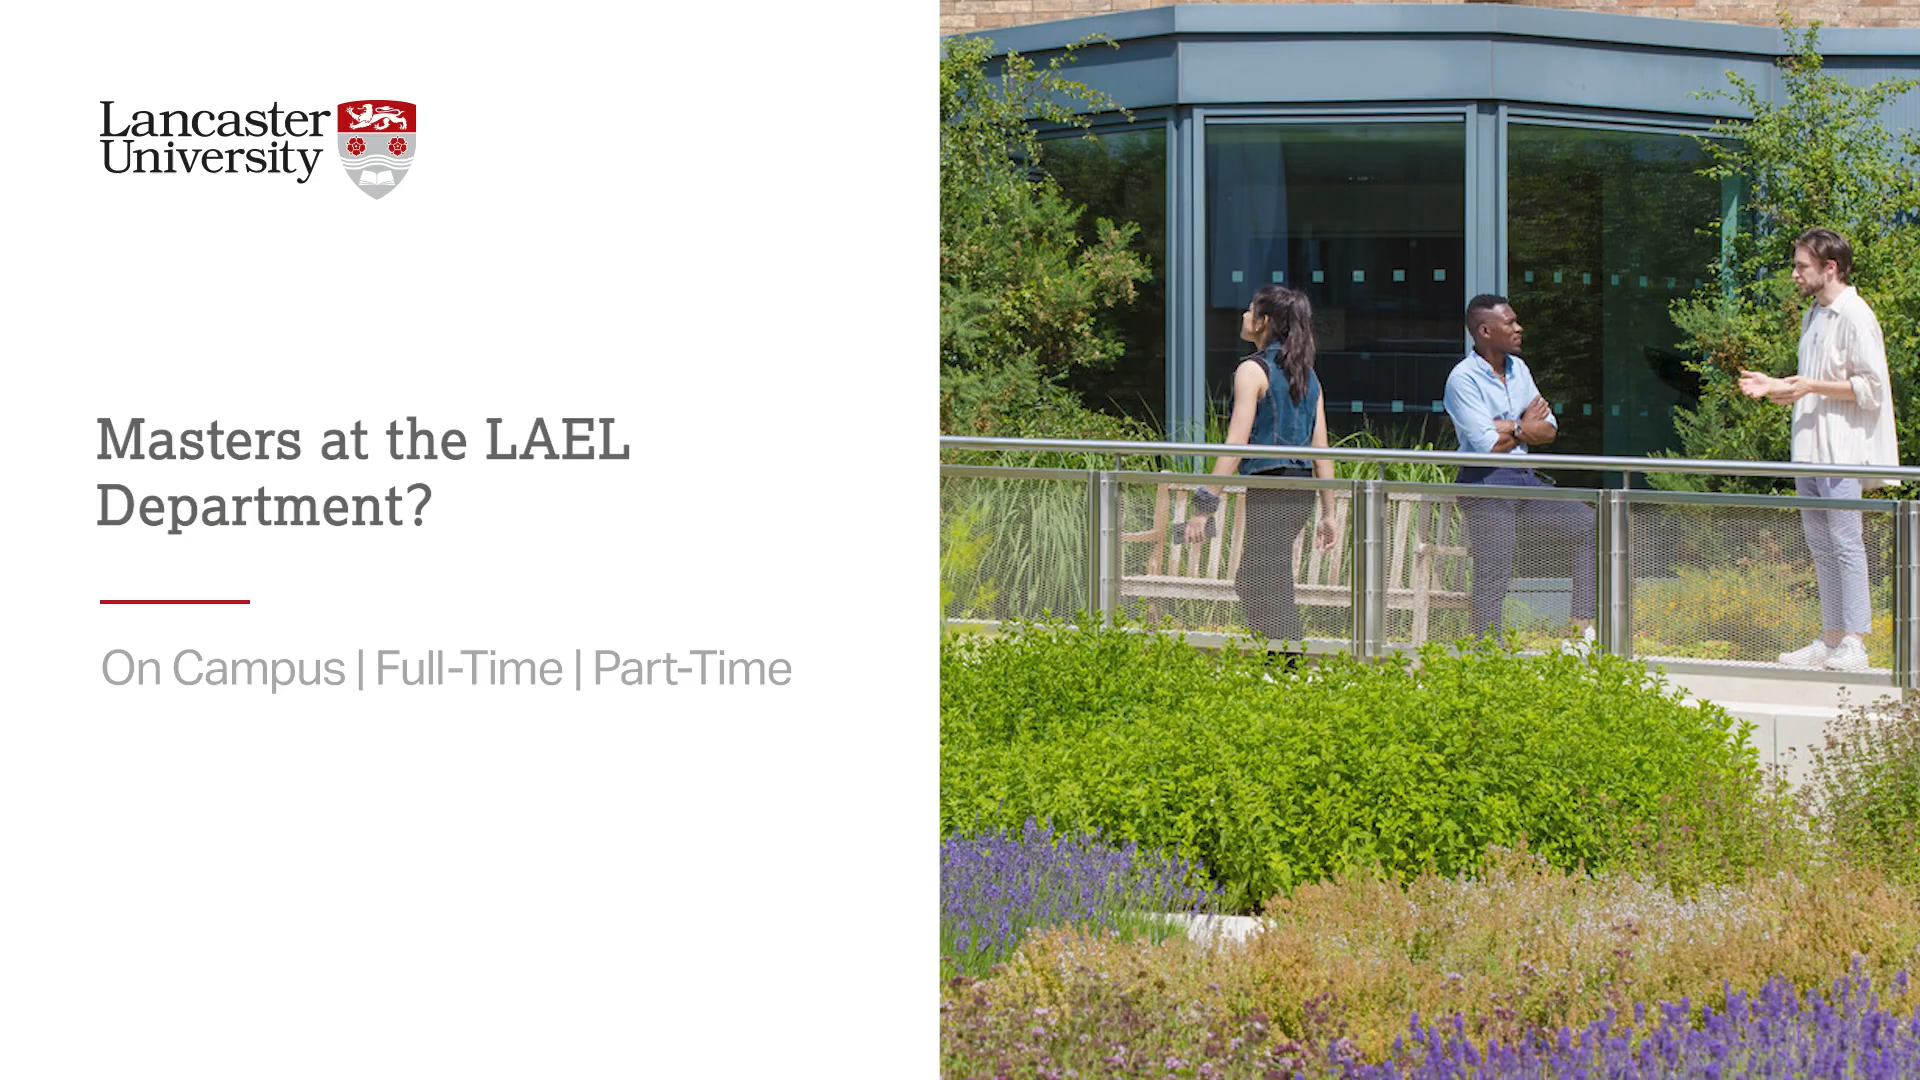 Lancaster
University
Masters at the LAEL
Department?
On Campus | Full-Time | Part-Time